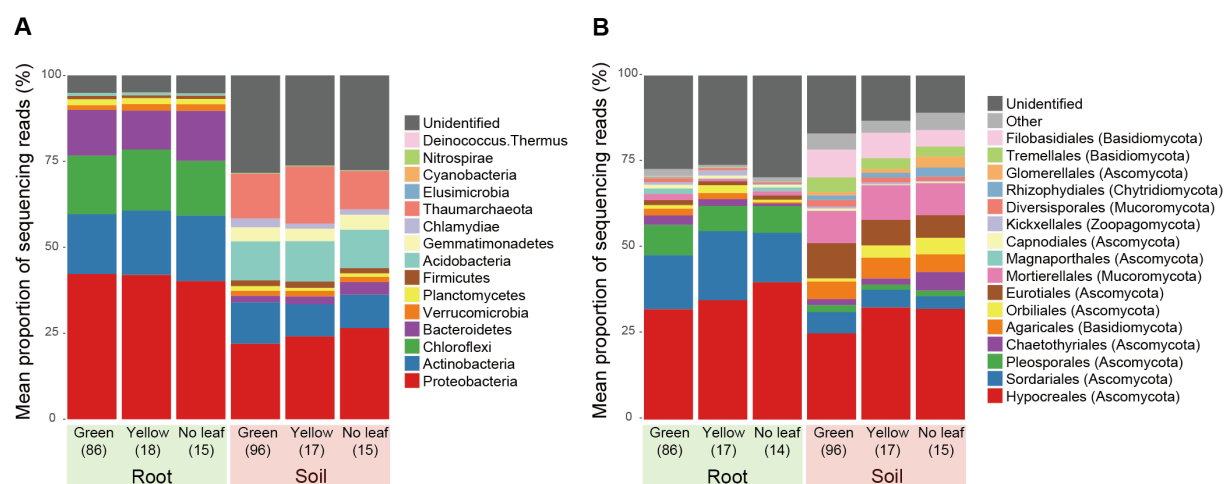 A
Mean proportion of sequencing reads (%)
100
75
50
25
0
Green
(86)
Yellow
(18)
No leaf
(15)
Green
(96)
Yellow
(17)
No leaf
(15)
Root
Soil
Unidentified
Deinococcus.Thermus
Nitrospirae
Cyanobacteria
Elusimicrobia
Thaumarchaeota
Chlamydiae
Gemmatimonadetes
Acidobacteria
Firmicutes
Planctomycetes
Verrucomicrobia
Bacteroidetes
Chloroflexi
Actinobacteria
Proteobacteria
B
Mean proportion of sequencing reads (%)
100
75
50
25
0
Green
(86)
Yellow
(17)
No leaf
(14)
Green
(96)
Yellow
(17)
No leaf
(15)
Root
Soil
Unidentified
Other
Filobasidiales (Basidiomycota)
Tremellales (Basidiomycota)
Glomerellales (Ascomycota)
Rhizophydiales (Chytridiomycota)
Diversisporales (Mucoromycota)
Kickxellales (Zoopagomycota)
Capnodiales (Ascomycota)
Magnaporthales (Ascomycota)
Mortierellales (Mucoromycota)
Eurotiales (Ascomycota)
Orbiliales (Ascomycota)
Agaricales (Basidiomycota)
Chaetothyriales (Ascomycota)
Pleosporales (Ascomycota)
Sordariales (Ascomycota)
Hypocreales (Ascomycota)